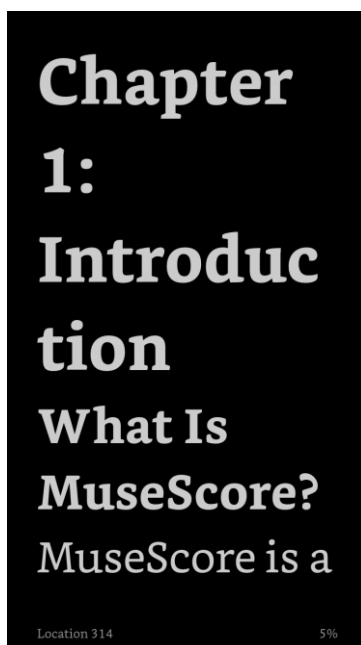 Chapter
1:
Introduc
tion
What Is
MuseScore?
MuseScore is a
Location 314 5%